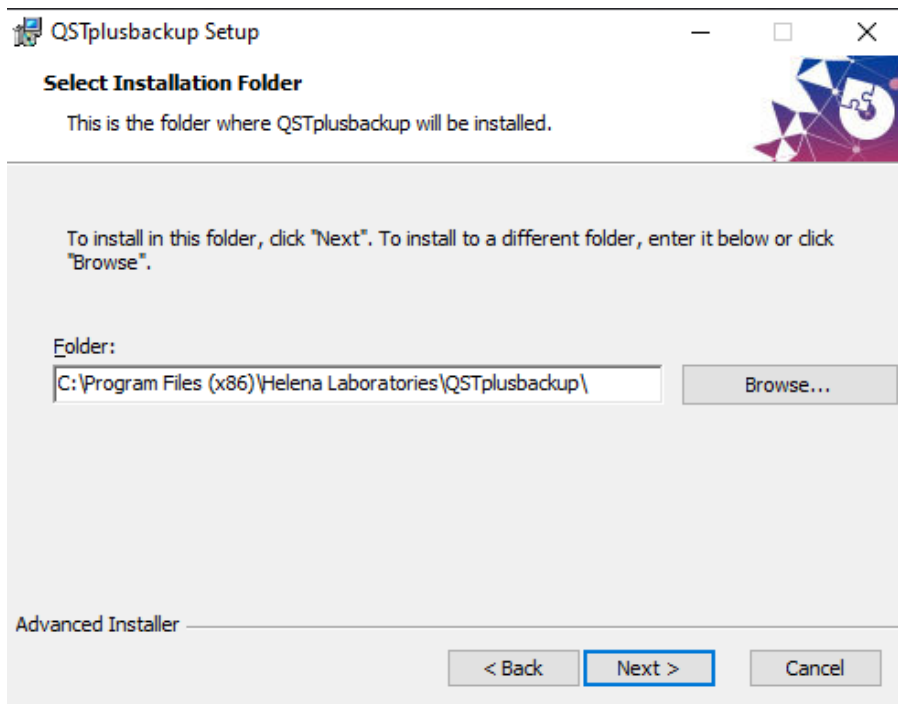 QSTplusbackup Setup
Select Installation Folder
This is the folder where QSTplusbackup will be installed.
To install in this folder, click "Next". To install to a different folder, enter it below or click
"Browse".
Folder:
C:\Program Files (x86)\Helena Laboratories\QSTplusbackup\
Browse...
Advanced Installer
< Back
Next >
Cancel